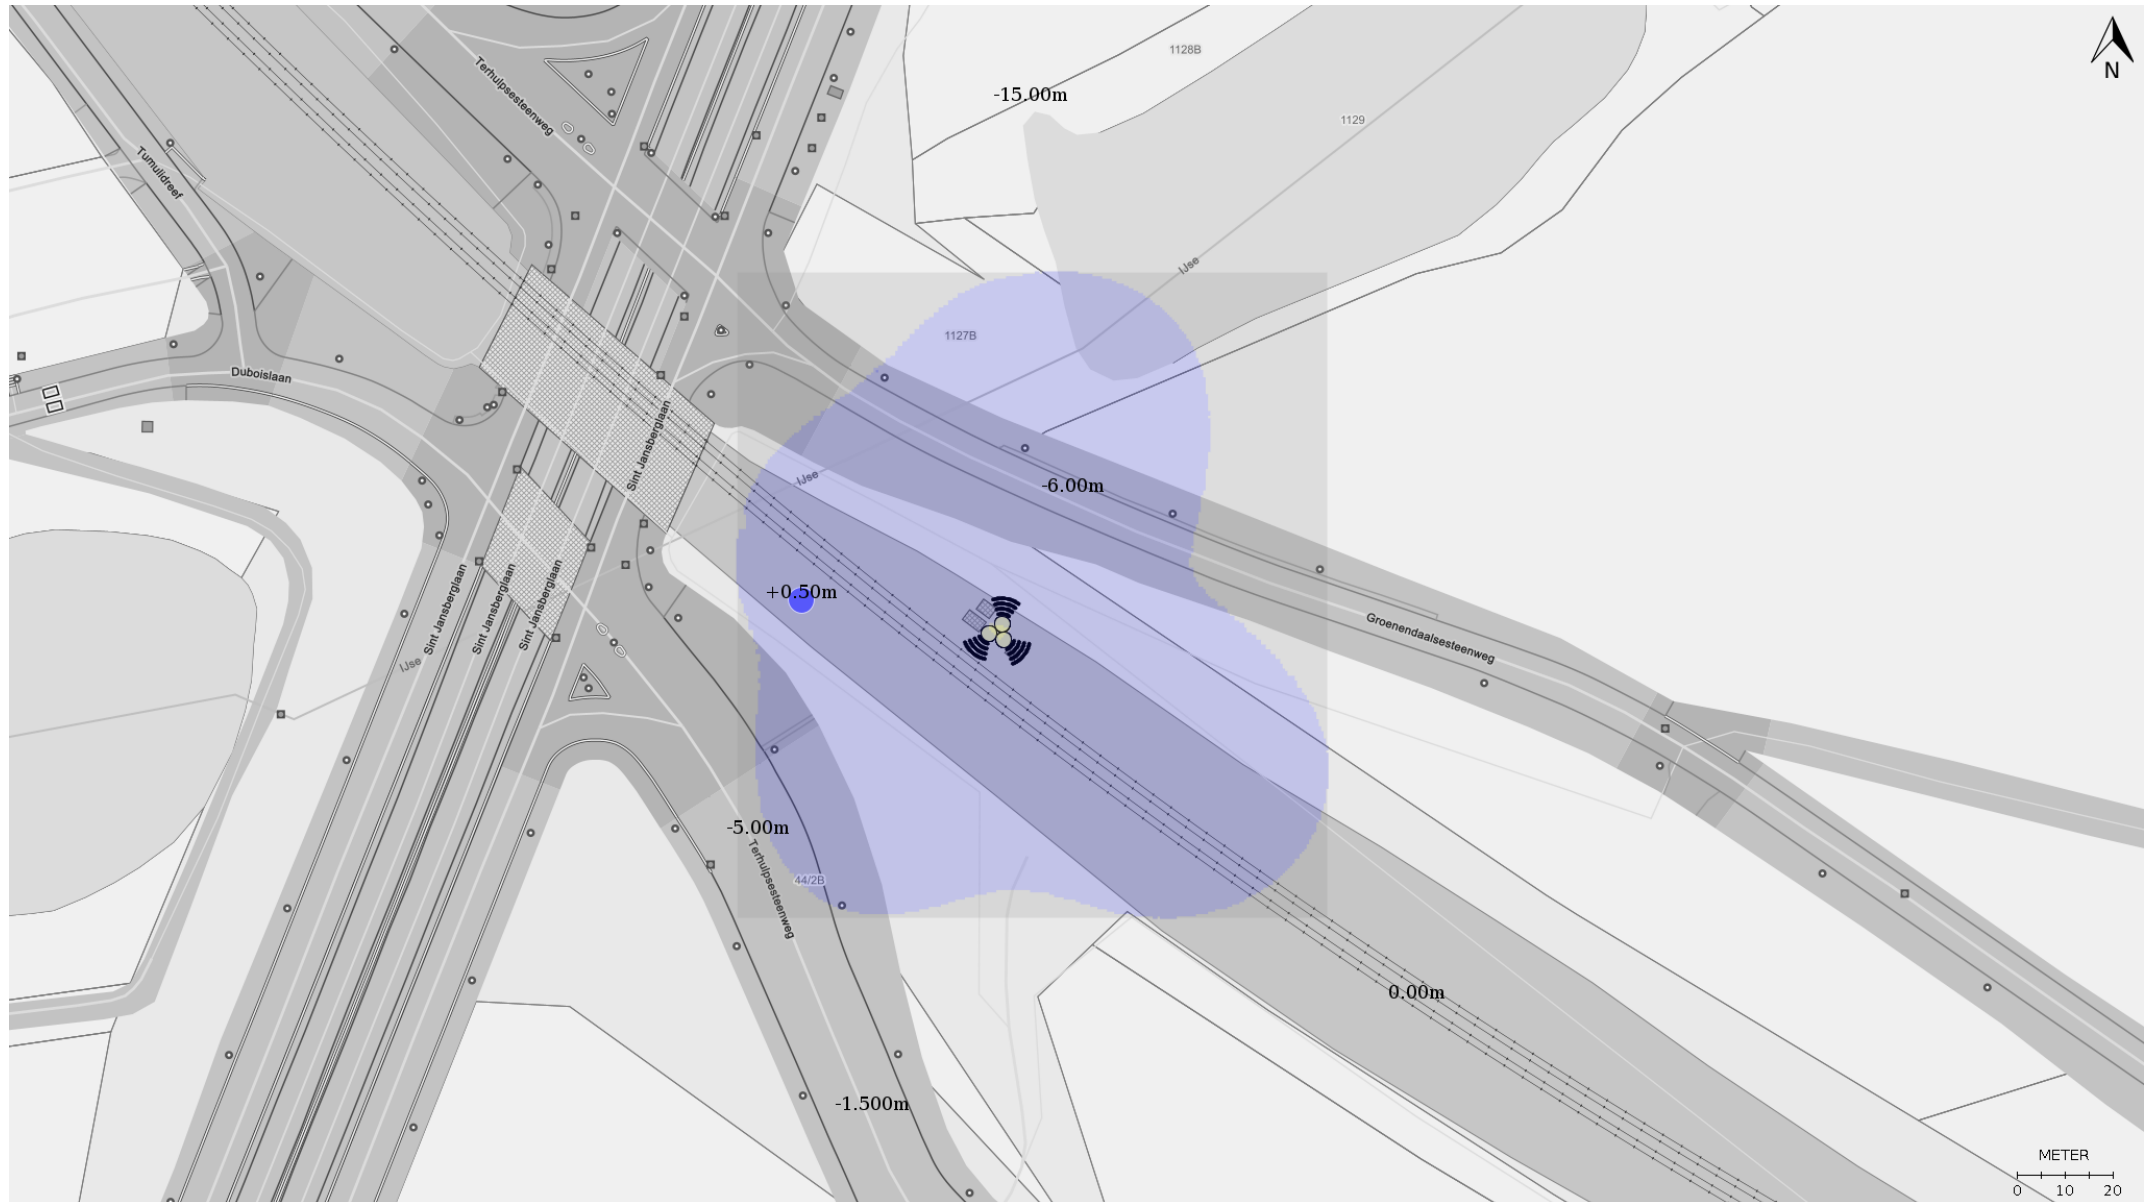 1128B
N
-15.00m
Terhulpsesteenweg
1129
Tumulidreef
IJse
1127B
Duboislaan
Sint Jansberglaan
IJse
-6.00m
+0.50m
Sint Jansberglaan
Sint Jansberglaan
Sint Jansberglaan
Groenendaalsesteenweg
IJse
-5.00m
Terhulpsesteenweg
44/2B
0.00m
-1.500m
METER
0 10 20